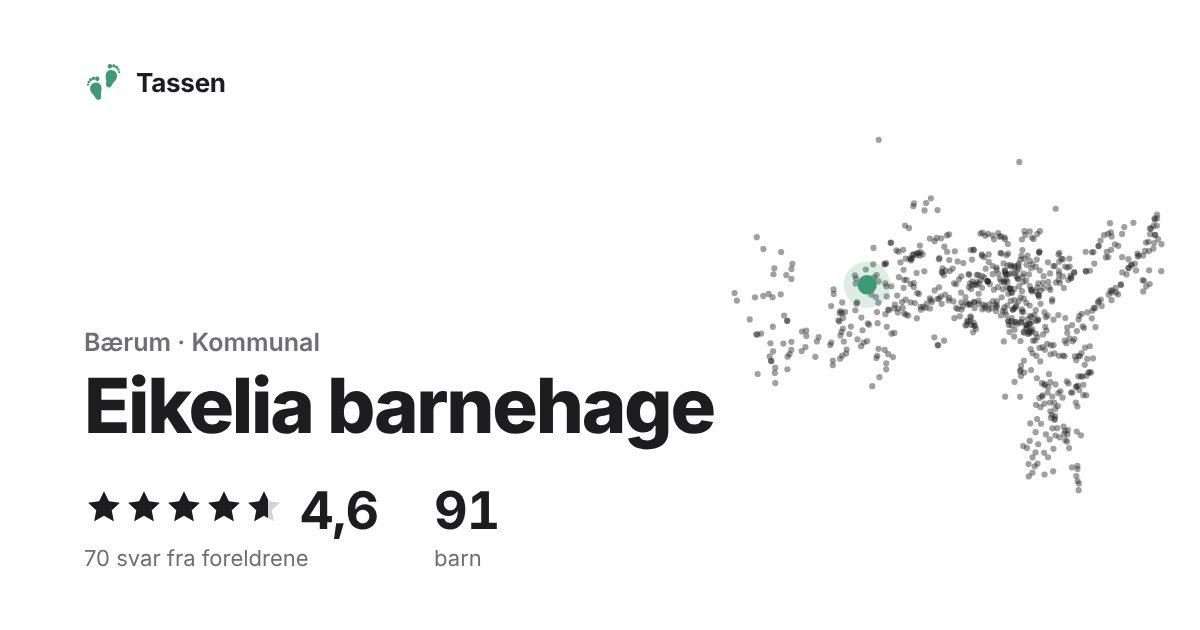 Tassen
Bærum · Kommunal
Eikelia barnehage
4,6
70 svar fra foreldrene
91
barn